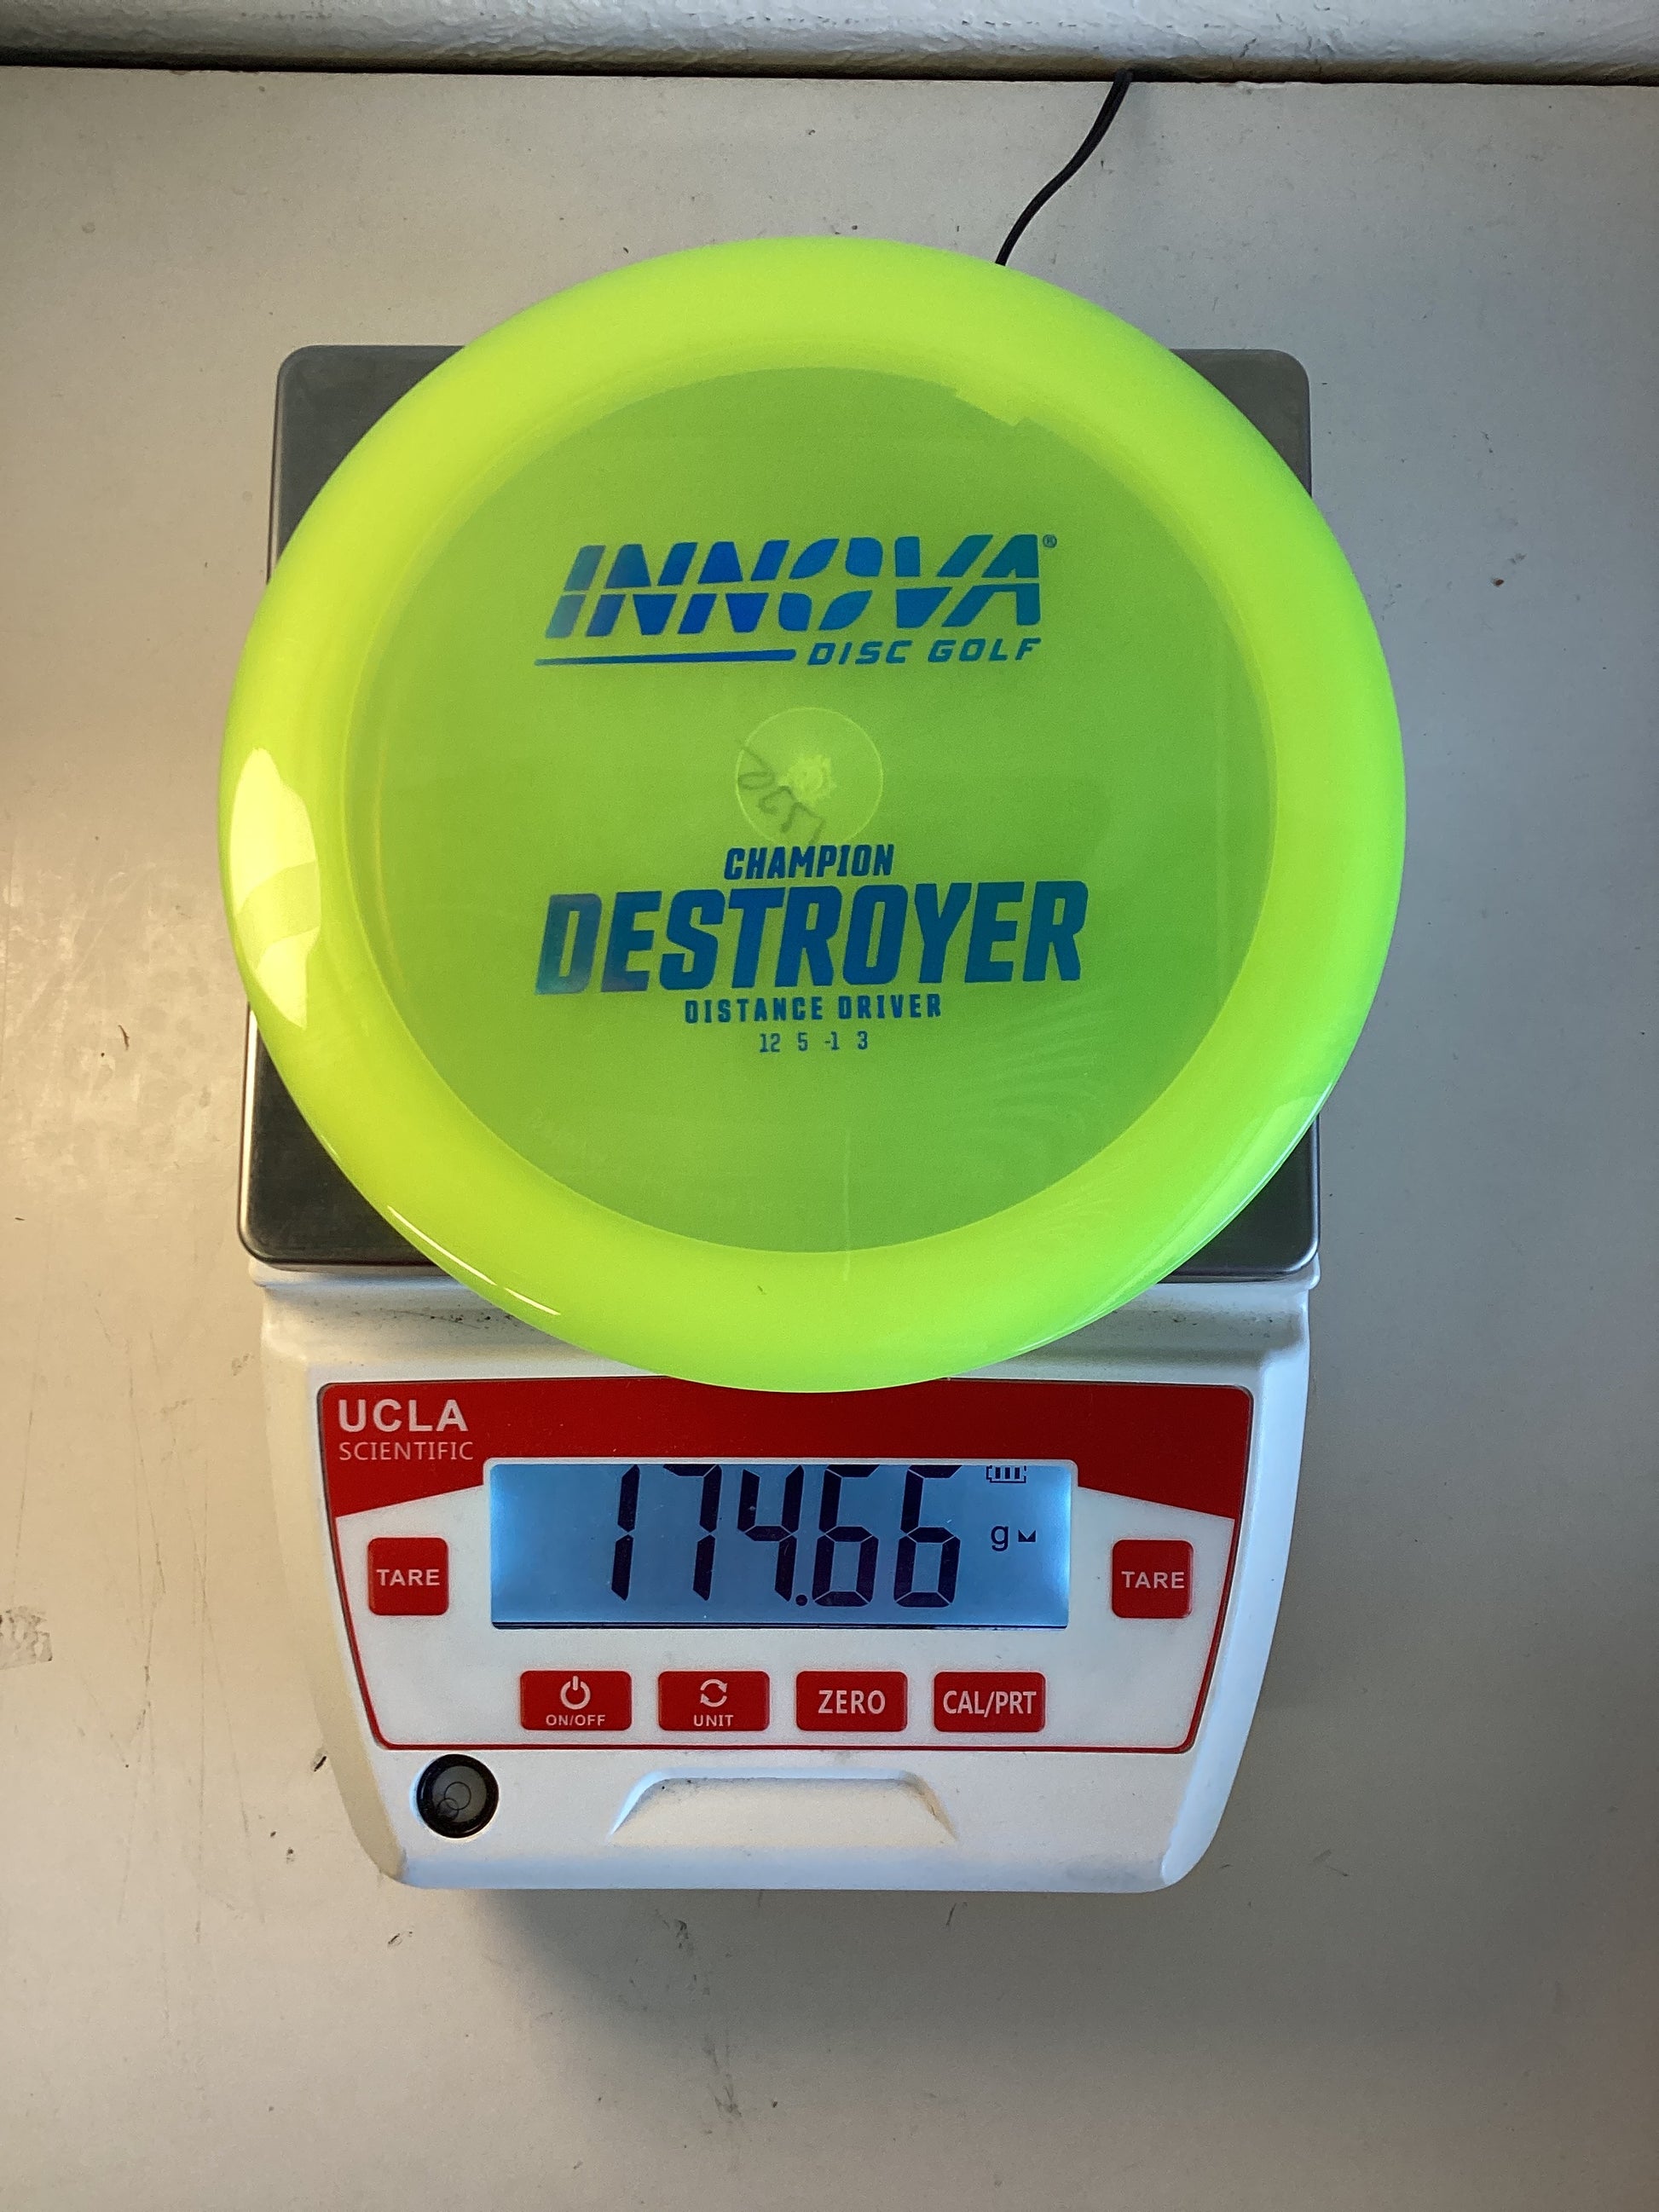 INNOVA®
DISC GOLF
CHAMPION
DESTROYER
DISTANCE DRIVER
12 5 -1 3
UCLA
SCIENTIFIC
174.66 g
TARE
TARE
ON/OFF
UNIT
ZERO
CAL/PRT